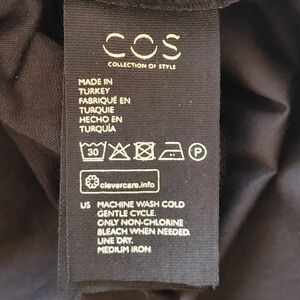 COS
COLLECTION OF STYLE
MADE IN
TURKEY
FABRIQUÉ EN
TURQUIE
HECHO EN
TURQUÍA
30 P
clevercare.info
US MACHINE WASH COLD
GENTLE CYCLE.
ONLY NON-CHLORINE
BLEACH WHEN NEEDED.
LINE DRY.
MEDIUM IRON.